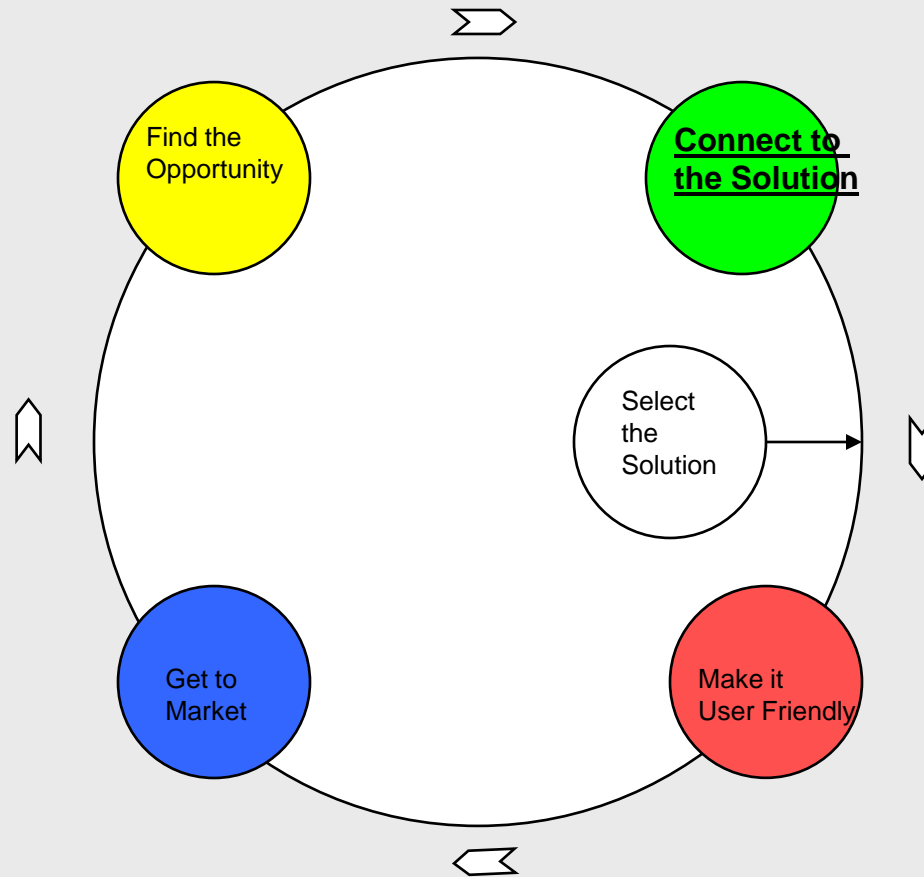 Find the
Opportunity
Connect to
the Solution
Select
the
Solution
Get to
Market
Make it
User Friendly